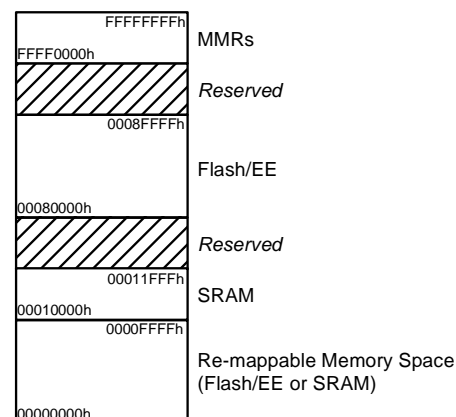 FFFFFFFFh
MMRs
FFFF0000h
Reserved
0008FFFFh
Flash/EE
00080000h
Reserved
00011FFFh
SRAM
00010000h
0000FFFFh
Re-mappable Memory Space
(Flash/EE or SRAM)
00000000h